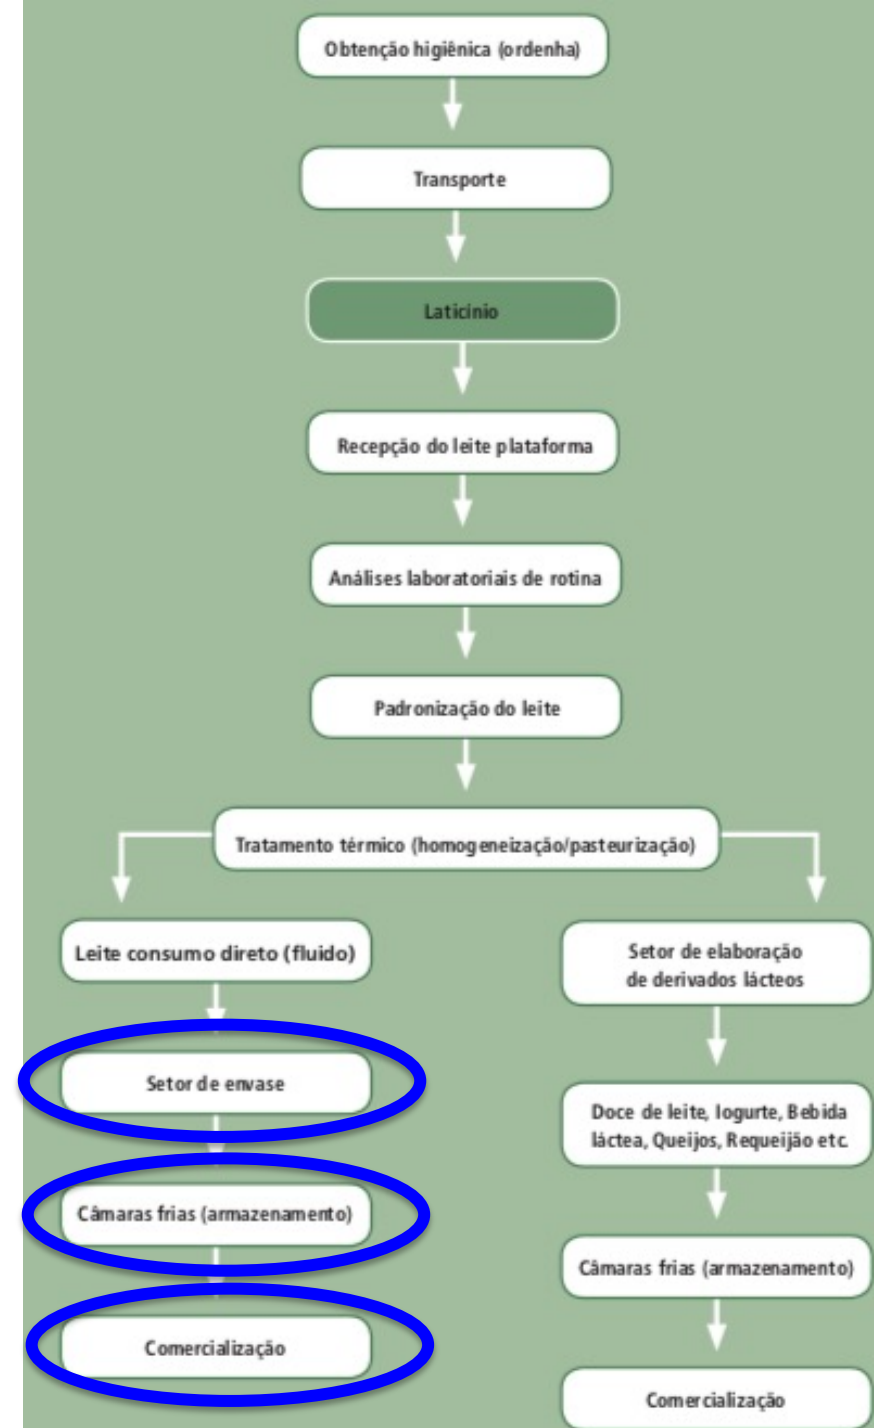 Obtenção higiênica (ordenha)
Transporte
Laticínio
Recepção do leite plataforma
Análises laboratoriais de rotina
Padronização do leite
Tratamento térmico (homogeneização/pasteurização)
Leite consumo direto (fluido)
Setor de envase
Câmaras frias (armazenamento)
Comercialização
Setor de elaboração
de derivados lácteos
Doce de leite, Iogurte, Bebida
láctea, Queijos, Requeijão etc.
Câmaras frias (armazenamento)
Comercialização